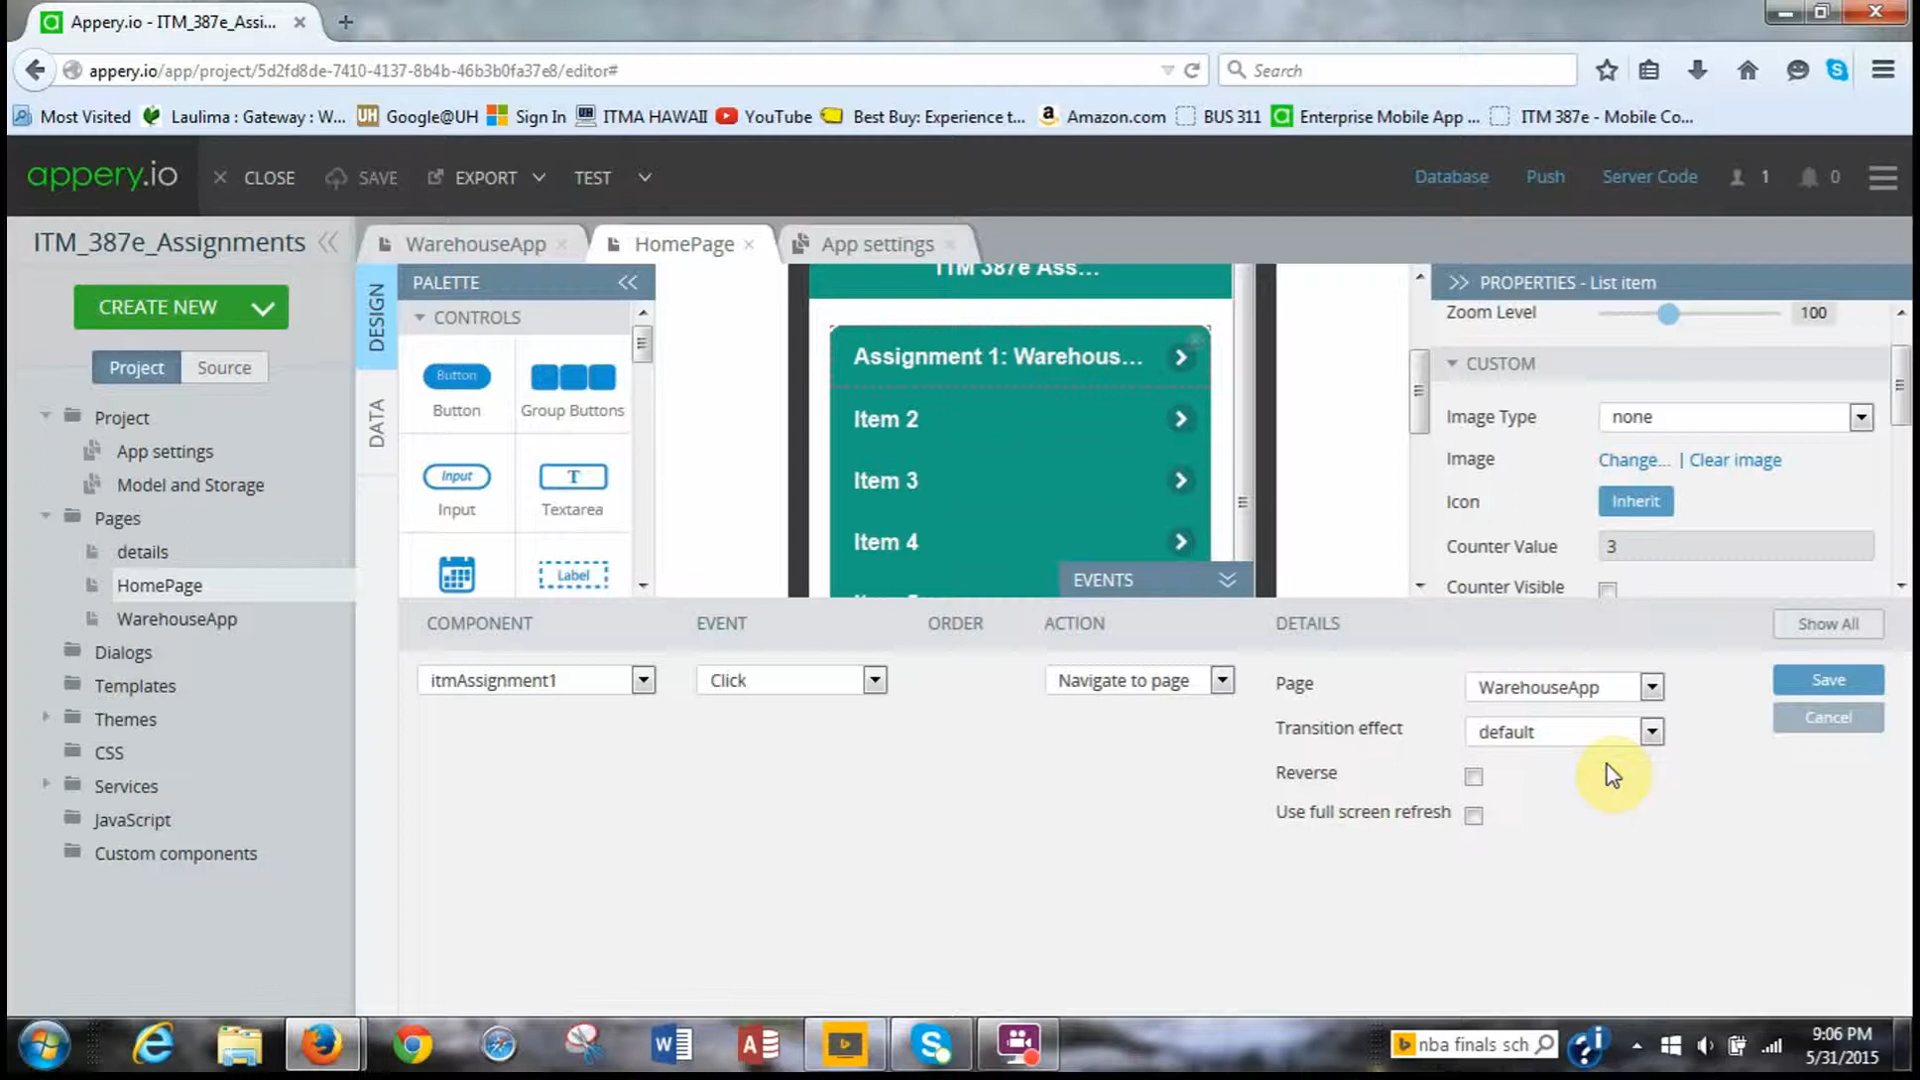 Appery.io - ITM_387e_Assi...
appery.io/app/project/5d2fd8de-7410-4137-8b4b-46b3b0fa37e8/editor#
Search
Most Visited
Laulima : Gateway : W...
UH Google@UH
Sign In
ITMA HAWAII
YouTube
Best Buy: Experience t...
Amazon.com
BUS 311
Enterprise Mobile App ...
ITM 387e - Mobile Co...
appery.io
CLOSE
SAVE
EXPORT
TEST
Database
Push
Server Code
1
0
ITM_387e_Assignments
WarehouseApp
HomePage
App settings
CREATE NEW
Project
Source
Project
App settings
Model and Storage
Pages
details
HomePage
WarehouseApp
Dialogs
Templates
Themes
CSS
Services
JavaScript
Custom components
DESIGN
DATA
PALETTE
CONTROLS
Button
Button
Group Buttons
Input
Input
T
Textarea
Label
ITM 387e Ass...
Assignment 1: Warehous...
Item 2
Item 3
Item 4
EVENTS
PROPERTIES - List item
Zoom Level
100
CUSTOM
Image Type
none
Image
Change... | Clear image
Icon
Inherit
Counter Value
3
Counter Visible
COMPONENT
EVENT
ORDER
ACTION
DETAILS
Show All
itmAssignment1
Click
Navigate to page
Page
WarehouseApp
Save
Transition effect
default
Cancel
Reverse
Use full screen refresh
nba finals sch
9:06 PM
5/31/2015